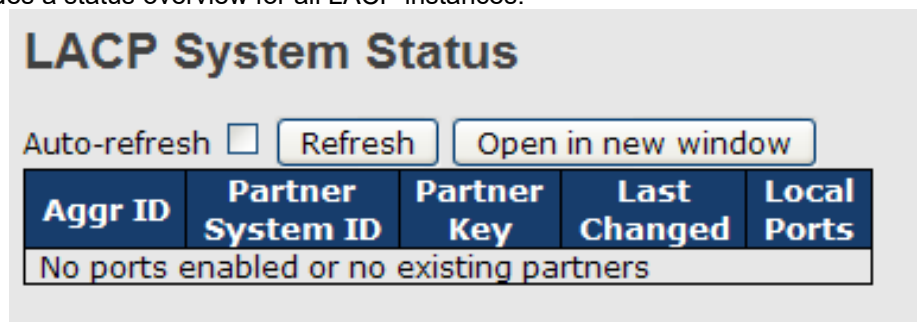 a status overview for all LACP instances.
LACP System Status
Auto-refresh Refresh Open in new window
Aggr ID Partner System ID Partner Key Last Changed Local Ports
No ports enabled or no existing partners